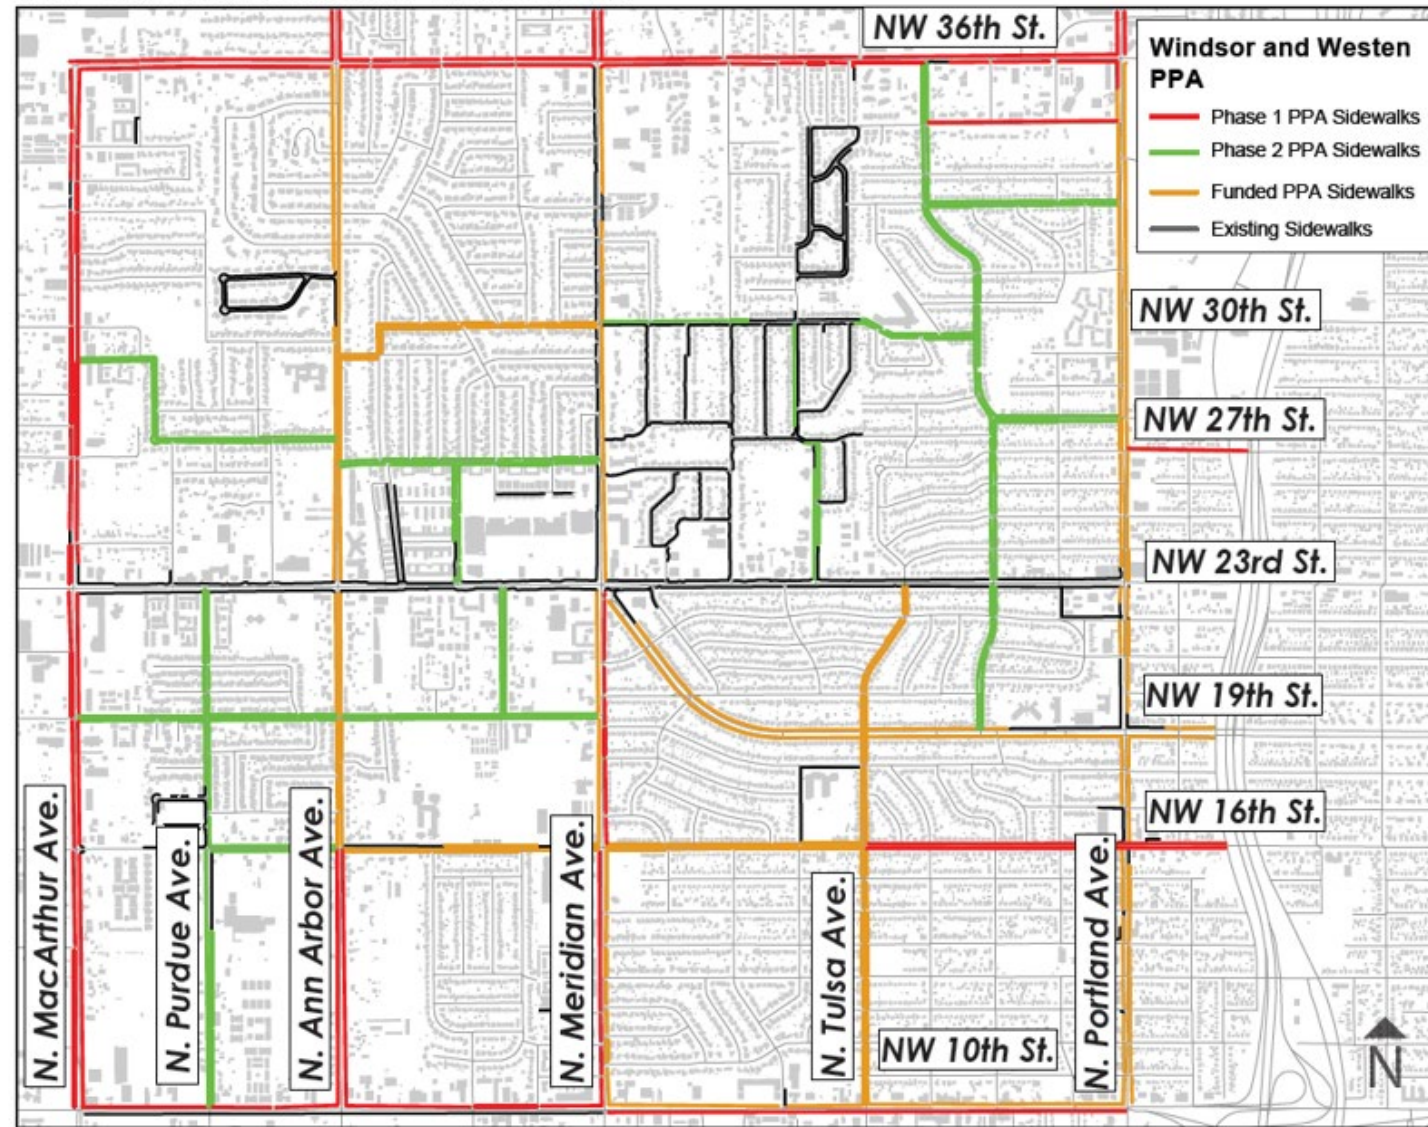 NW 36th St.
Windsor and Westen
PPA
Phase 1 PPA Sidewalks
Phase 2 PPA Sidewalks
Funded PPA Sidewalks
Existing Sidewalks
NW 30th St.
NW 27th St.
NW 23rd St.
NW 19th St.
NW 16th St.
N. MacArthur Ave.
N. Purdue Ave.
N. Ann Arbor Ave.
N. Meridian Ave.
N. Tulsa Ave.
N. Portland Ave.
NW 10th St.
N